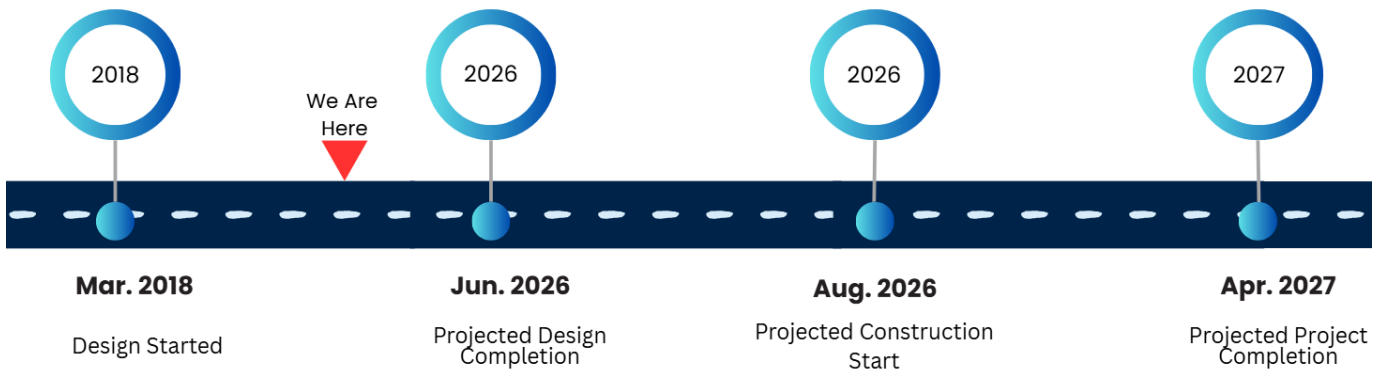 2018
We Are
Here
2026
2026
2027
Mar. 2018
Design Started
Jun. 2026
Projected Design
Completion
Aug. 2026
Projected Construction
Start
Apr. 2027
Projected Project
Completion